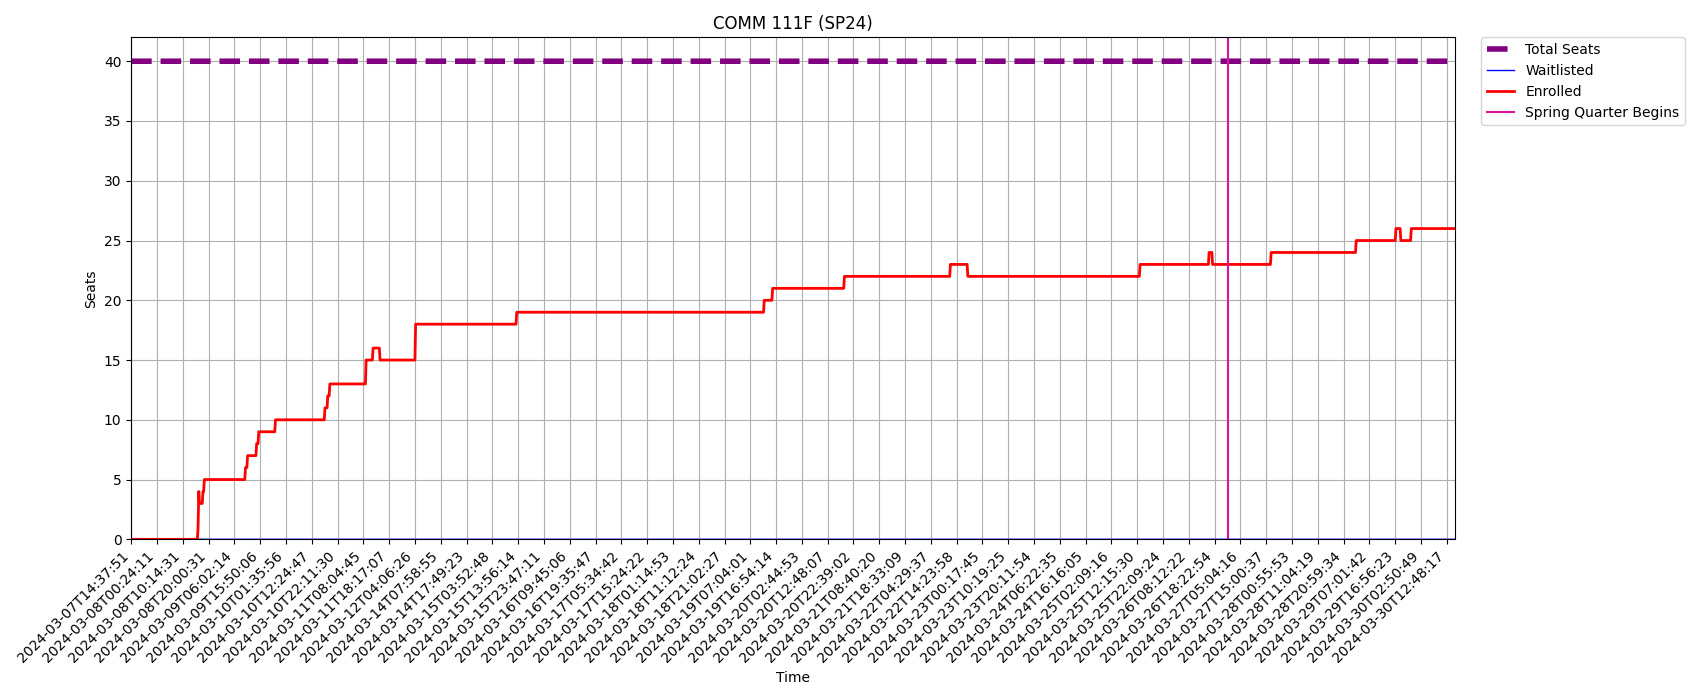 COMM 111F (SP24)
Total Seats
Waitlisted
Enrolled
Spring Quarter Begins
Seats
40
35
30
25
20
15
10
5
0
2024-03-07T14:37:51
2024-03-08T00:24:11
2024-03-08T10:14:31
2024-03-08T20:00:31
2024-03-09T06:02:14
2024-03-09T15:50:06
2024-03-10T01:35:56
2024-03-10T12:24:47
2024-03-10T22:11:30
2024-03-11T08:04:45
2024-03-11T18:17:07
2024-03-12T04:06:26
2024-03-14T07:58:55
2024-03-14T17:49:23
2024-03-15T03:52:48
2024-03-15T13:56:14
2024-03-15T23:47:11
2024-03-16T09:45:06
2024-03-16T19:35:47
2024-03-17T05:34:42
2024-03-17T15:24:22
2024-03-18T01:14:53
2024-03-18T11:12:24
2024-03-18T21:02:27
2024-03-19T07:04:01
2024-03-19T16:54:14
2024-03-20T02:44:53
2024-03-20T12:48:07
2024-03-20T22:39:02
2024-03-21T08:40:20
2024-03-21T18:33:09
2024-03-22T04:29:37
2024-03-22T14:23:58
2024-03-23T00:17:45
2024-03-23T10:19:25
2024-03-23T20:11:54
2024-03-24T06:22:35
2024-03-24T16:16:05
2024-03-25T02:09:16
2024-03-25T12:15:30
2024-03-25T22:09:24
2024-03-26T08:12:22
2024-03-26T18:22:54
2024-03-27T05:04:16
2024-03-27T15:00:37
2024-03-28T00:55:53
2024-03-28T11:04:19
2024-03-28T20:59:34
2024-03-29T07:01:42
2024-03-29T16:56:23
2024-03-30T02:50:49
2024-03-30T12:48:17
Time